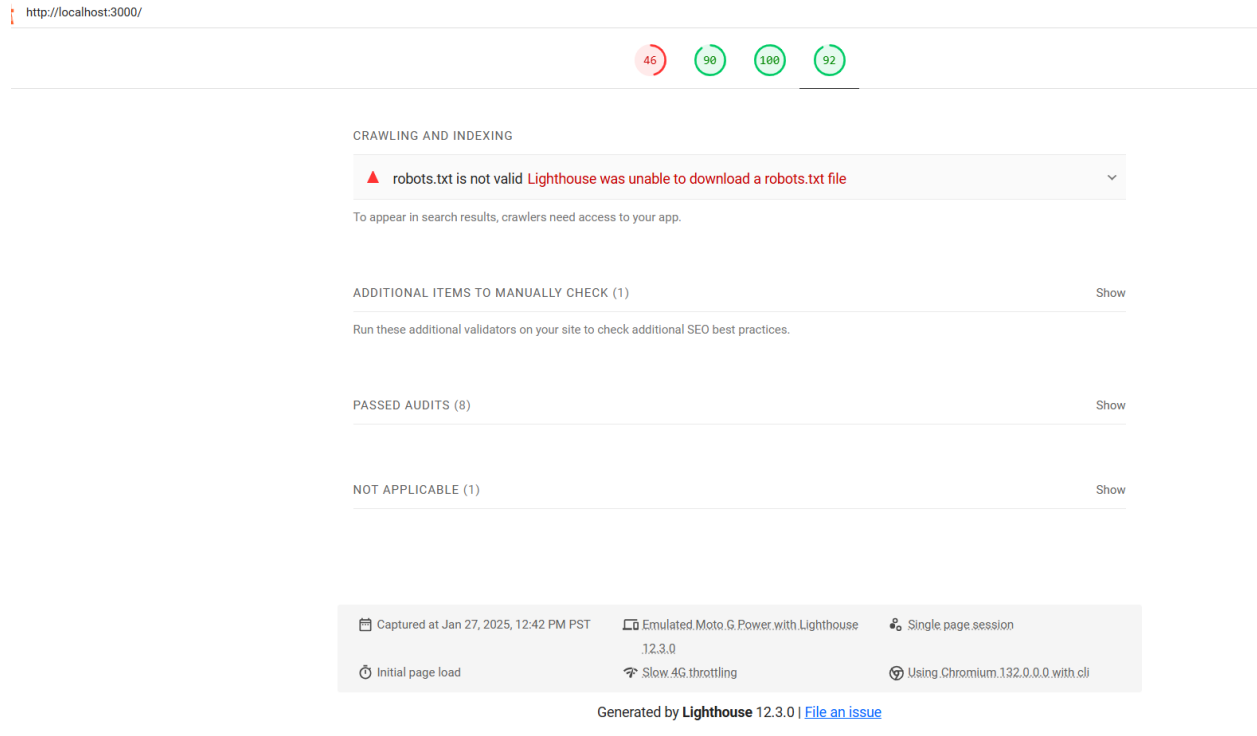 http://localhost:3000/
46 90 100 92
CRAWLING AND INDEXING
robots.txt is not valid Lighthouse was unable to download a robots.txt file
To appear in search results, crawlers need access to your app.
ADDITIONAL ITEMS TO MANUALLY CHECK (1) Show
Run these additional validators on your site to check additional SEO best practices.
PASSED AUDITS (8) Show
NOT APPLICABLE (1) Show
Captured at Jan 27, 2025, 12:42 PM PST
Emulated Moto G Power with Lighthouse
12.3.0
Single page session
Initial page load
Slow 4G throttling
Using Chromium 132.0.0.0 with cli
Generated by Lighthouse 12.3.0 | File an issue